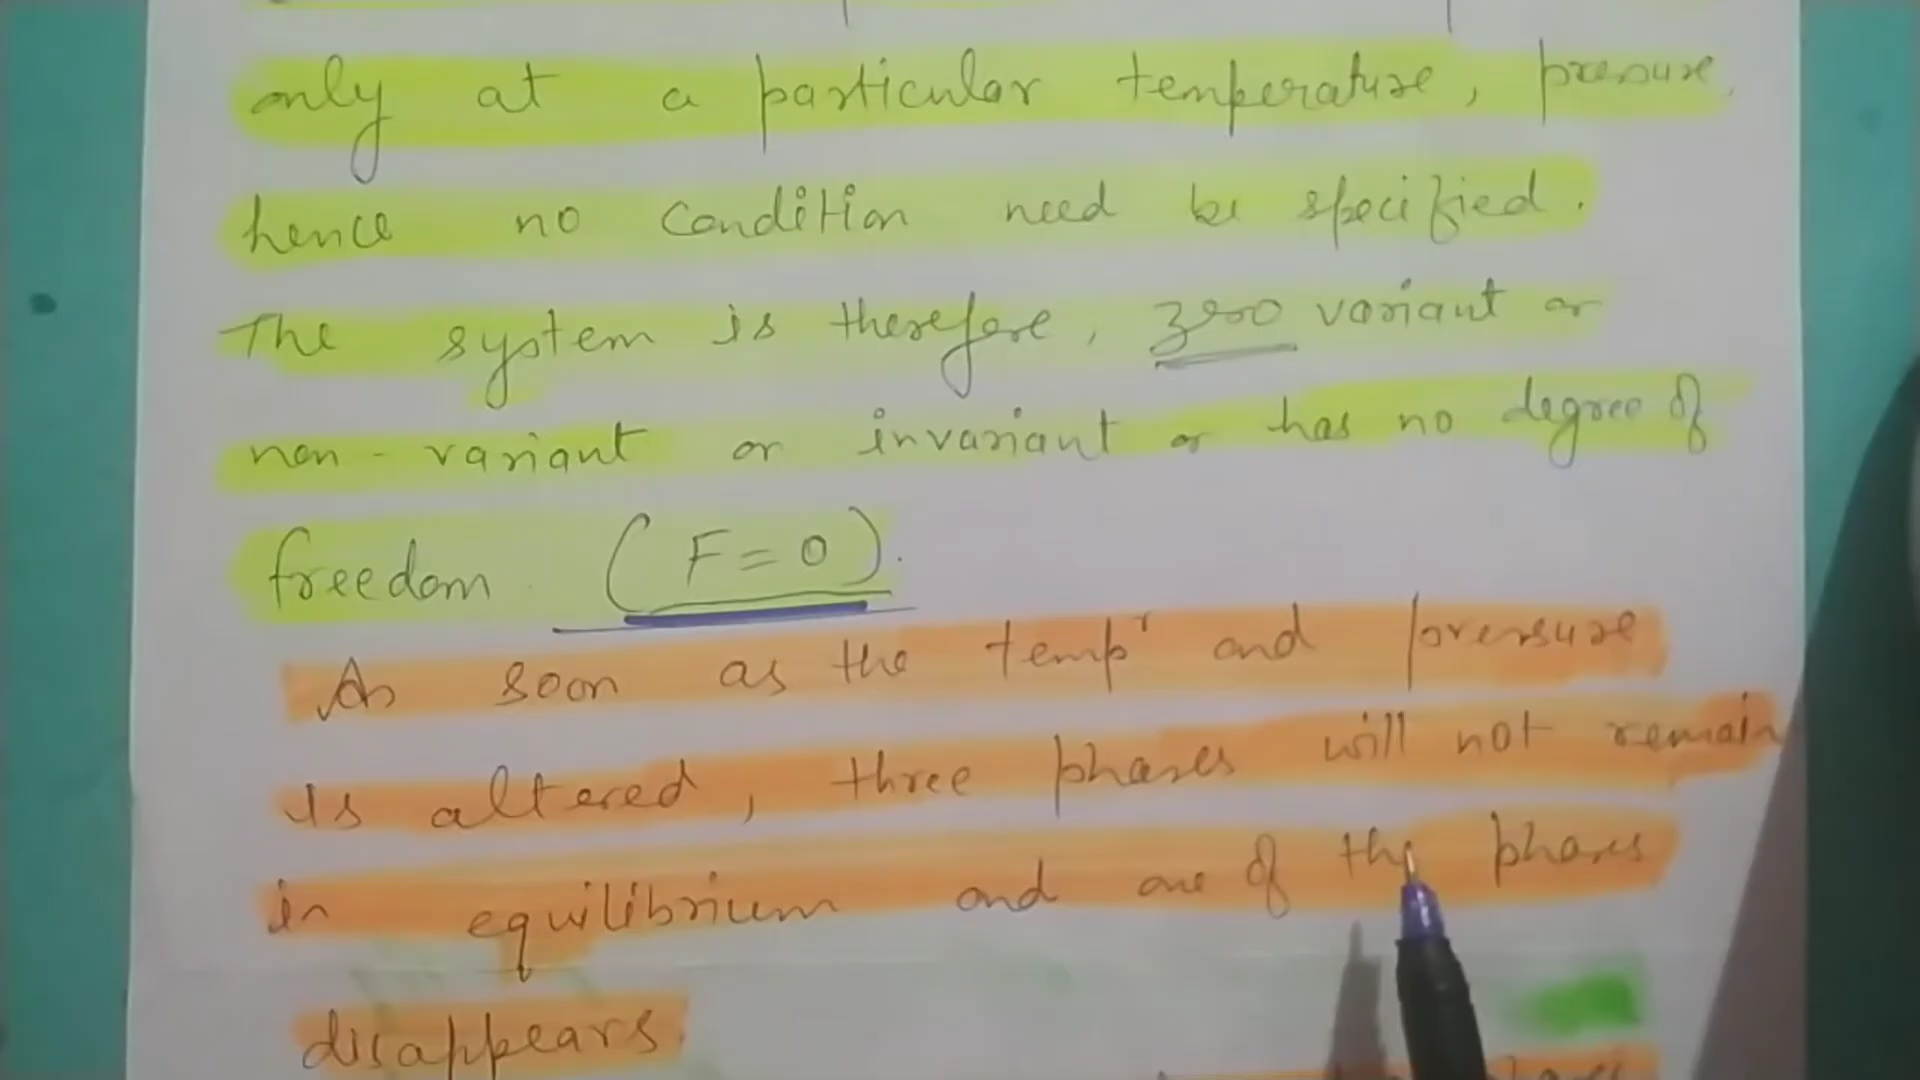 only at a particular temperature, pressure,
hence no condition need be specified.
The system is therefore, zero variant or
non-variant or invariant or has no degree of
freedom (F=0).
As soon as the tempr and pressure
is altered, three phases will not remain
in equilibrium and one of the phases
disappears.